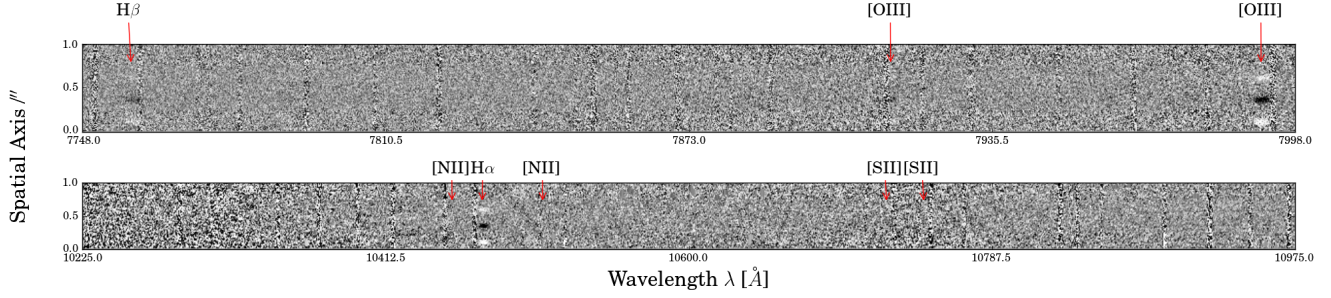 Hβ [OIII] [OIII]
1.0
0.5
0.0
7748.0 7810.5 7873.0 7935.5 7998.0
[NII] Hα [NII] [SII] [SII]
1.0
0.5
0.0
10225.0 10412.5 10600.0 10787.5 10975.0
Spatial Axis /″
Wavelength λ [Å]